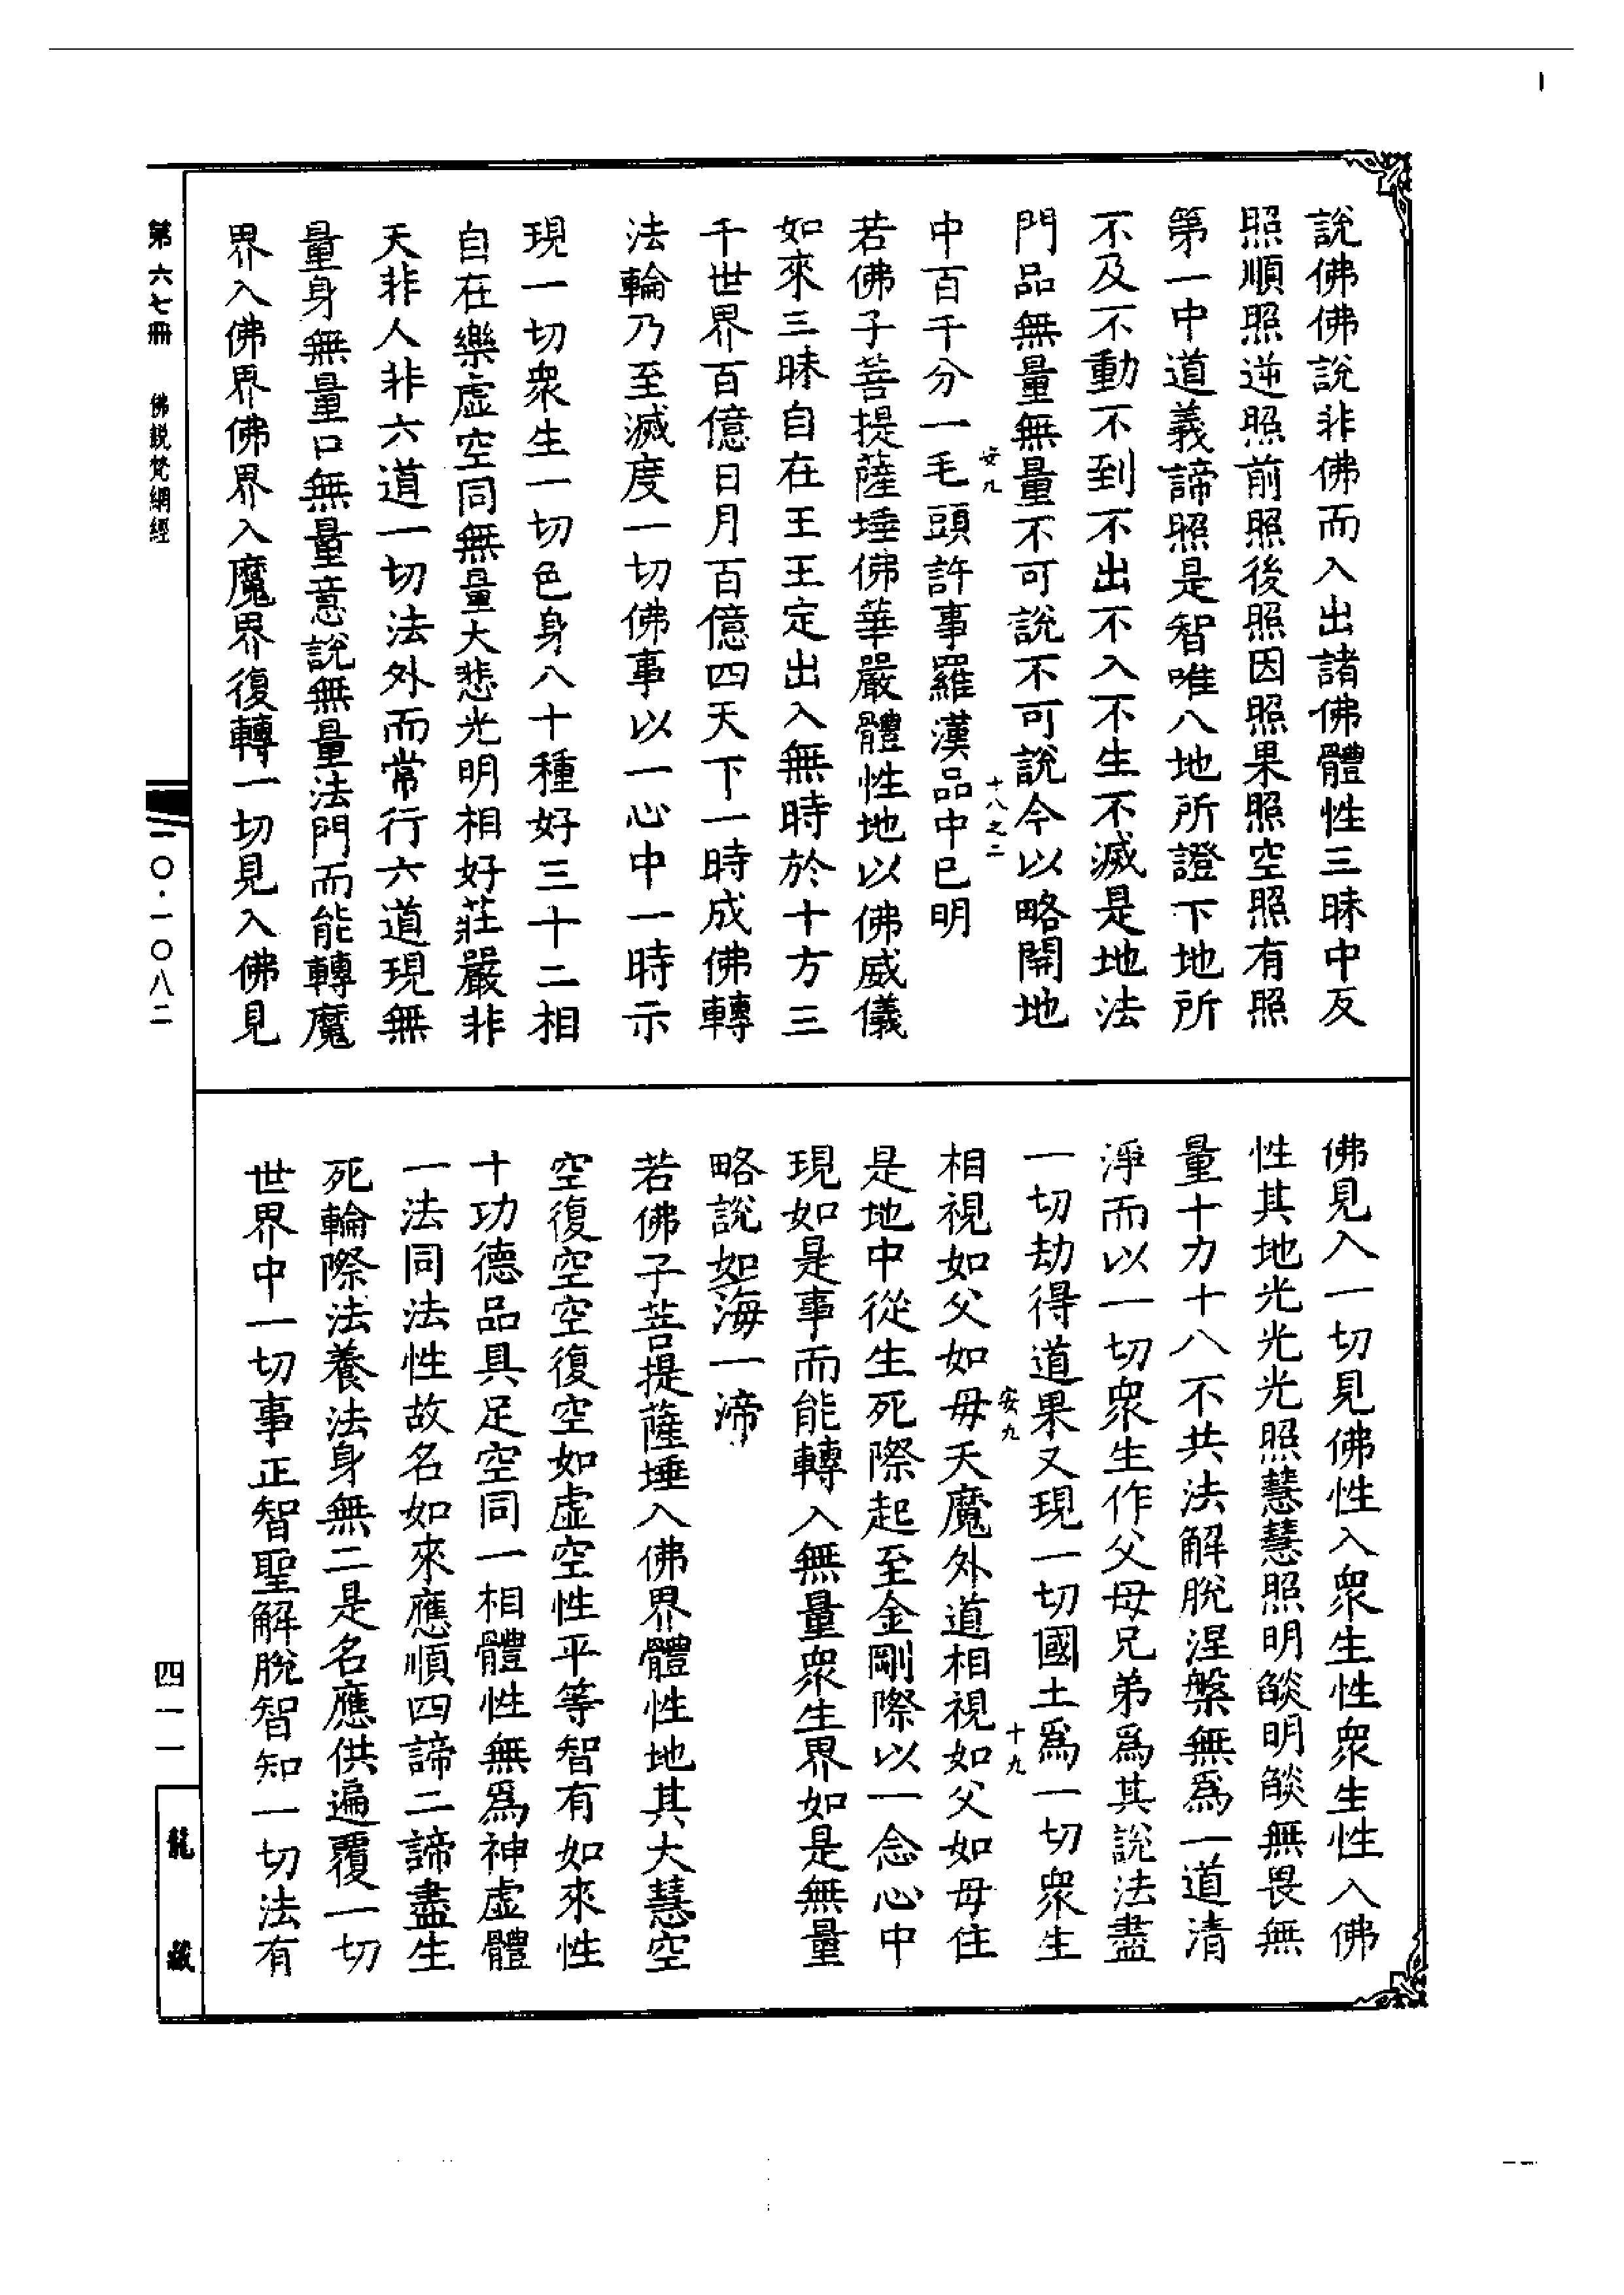 說佛佛說非佛而入出諸佛體性三昧中反
照順照逆照前照後照因照果照空照有照
第一中道義諦照是智唯八地所證下地所
不及不動不到不出不入不生不滅是地法
門品無量無量不可說不可說今以略開地
安九
十八之二
中百千分一毛頭許事羅漢品中已明
若佛子菩提薩埵佛華嚴體性地以佛威儀
如來三昧自在王王定出入無時於十方三
千世界百億日月百億四天下一時成佛轉
法輪乃至滅度一切佛事以一心中一時示
現一切衆生一切色身八十種好三十二相
自在樂虛空同無量大悲光明相好莊嚴非
天非人非六道一切法外而常行六道現無
量身無量口無量意說無量法門而能轉魔
界入佛界佛界入魔界復轉一切見入佛見
佛見入一切見佛性入衆生性衆生性入佛
性其地光光光照慧慧照明燄明燄無畏無
量十力十八不共法解脫涅槃無爲一道清
淨而以一切衆生作父母兄弟爲其說法盡
一切劫得道果又現一切國土爲一切衆生
安九
十九
相視如父如母天魔外道相視如父如母住
是地中從生死際起至金剛際以一念心中
現如是事而能轉入無量衆生界如是無量
略說如海一渧
若佛子菩提薩埵入佛界體性地其大慧空
空復空空復空如虛空性平等智有如來性
十功德品具足空同一相體性無爲神虛體
一法同法性故名如來應順四諦二諦盡生
死輪際法養法身無二是名應供遍覆一切
世界中一切事正智聖解脫智知一切法有
第六七冊
佛說梵網經
二〇·一〇八二
四一一
龍藏